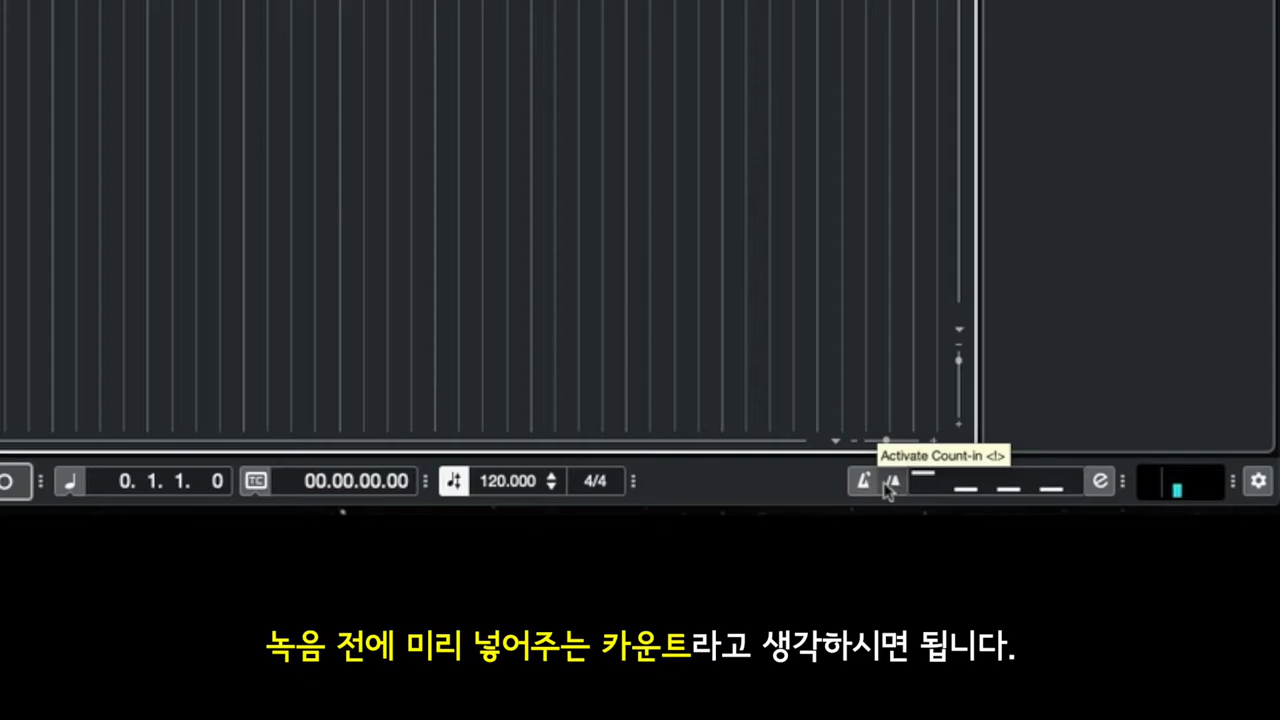 Activate Count-in <!>
0. 1. 1. 0 TC 00.00.00.00 120.000 4/4
녹음 전에 미리 넣어주는 카운트라고 생각하시면 됩니다.